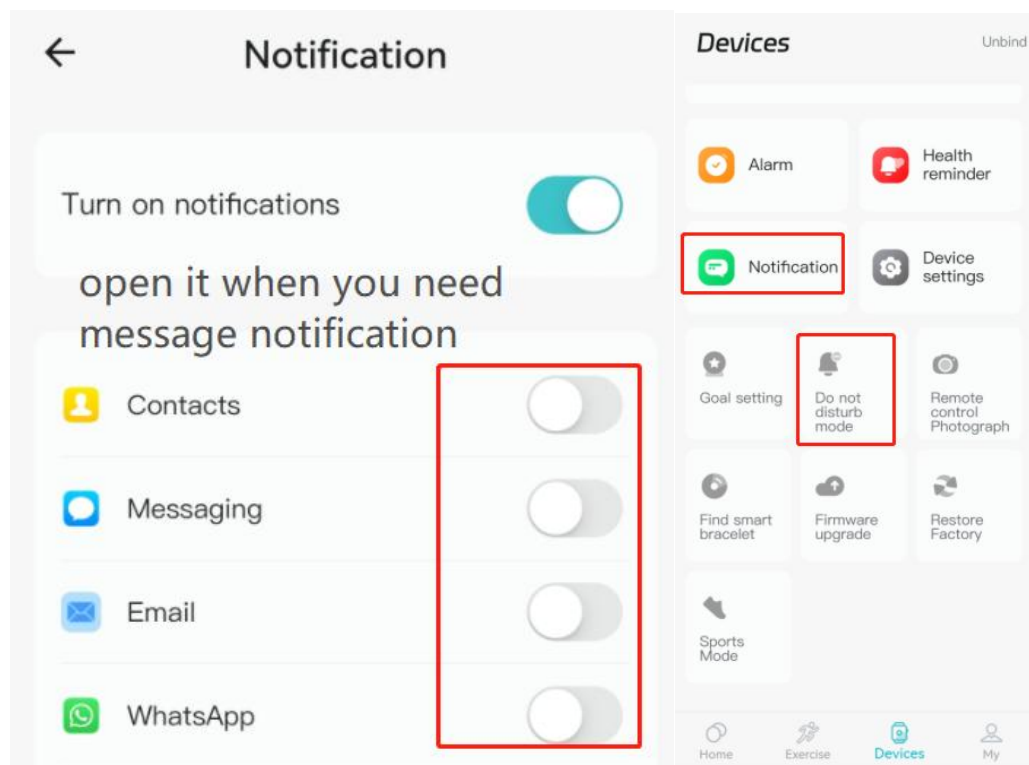 Notification
Turn on notifications
open it when you need
message notification
Contacts
Messaging
Email
WhatsApp
Devices
Unbind
Alarm
Health
reminder
Notification
Device
settings
Goal setting
Do not
disturb
mode
Remote
control
Photograph
Find smart
bracelet
Firmware
upgrade
Restore
Factory
Sports
Mode
Home
Exercise
Devices
My